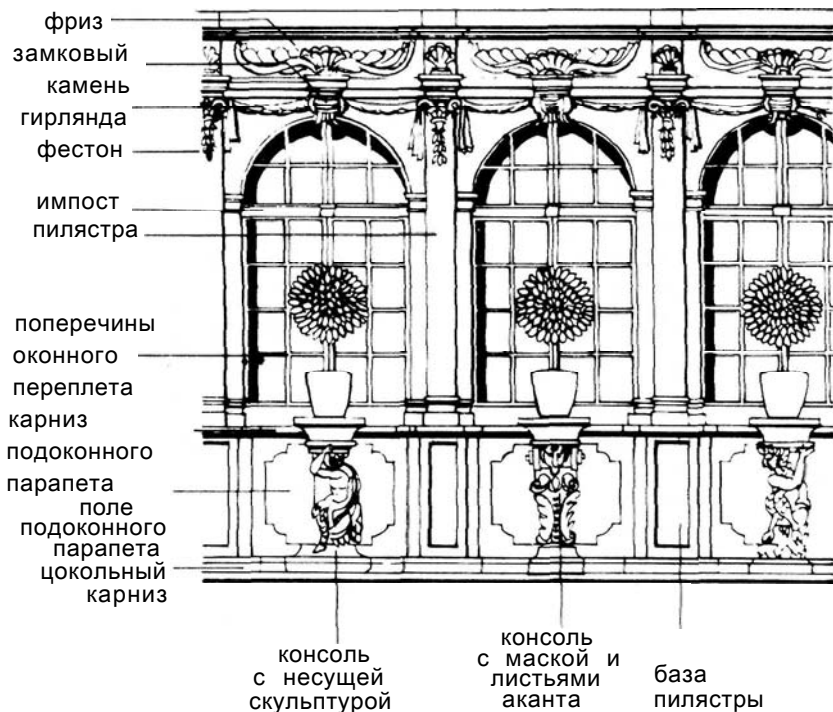 фриз
замковый
камень
гирлянда
фестон
импост
пилястра
поперечины
оконного
переплета
карниз
подоконного
парапета
поле
подоконного
парапета
цокольный
карниз
консоль
с несущей
скульптурой
консоль
с маской и
листьями
аканта
база
пилястры